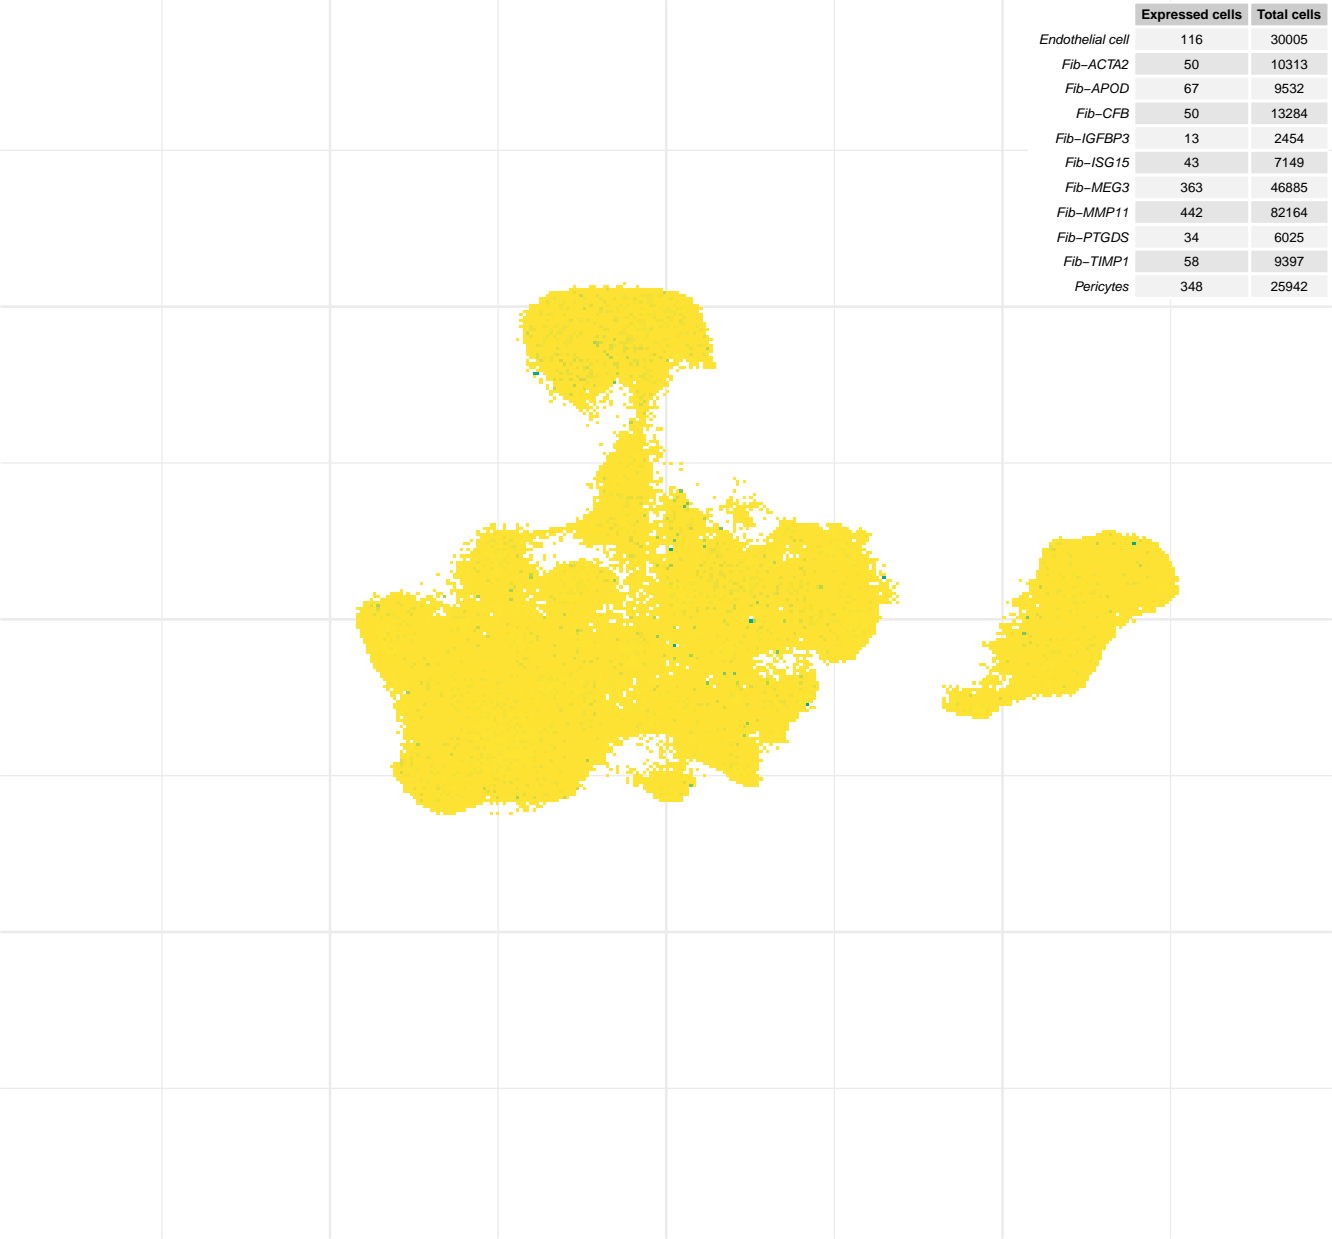 Expressed cells Total cells
Endothelial cell 116 30005
Fib−ACTA2 50 10313
Fib−APOD 67 9532
Fib−CFB 50 13284
Fib−IGFBP3 13 2454
Fib−ISG15 43 7149
Fib−MEG3 363 46885
Fib−MMP11 442 82164
Fib−PTGDS 34 6025
Fib−TIMP1 58 9397
Pericytes 348 25942